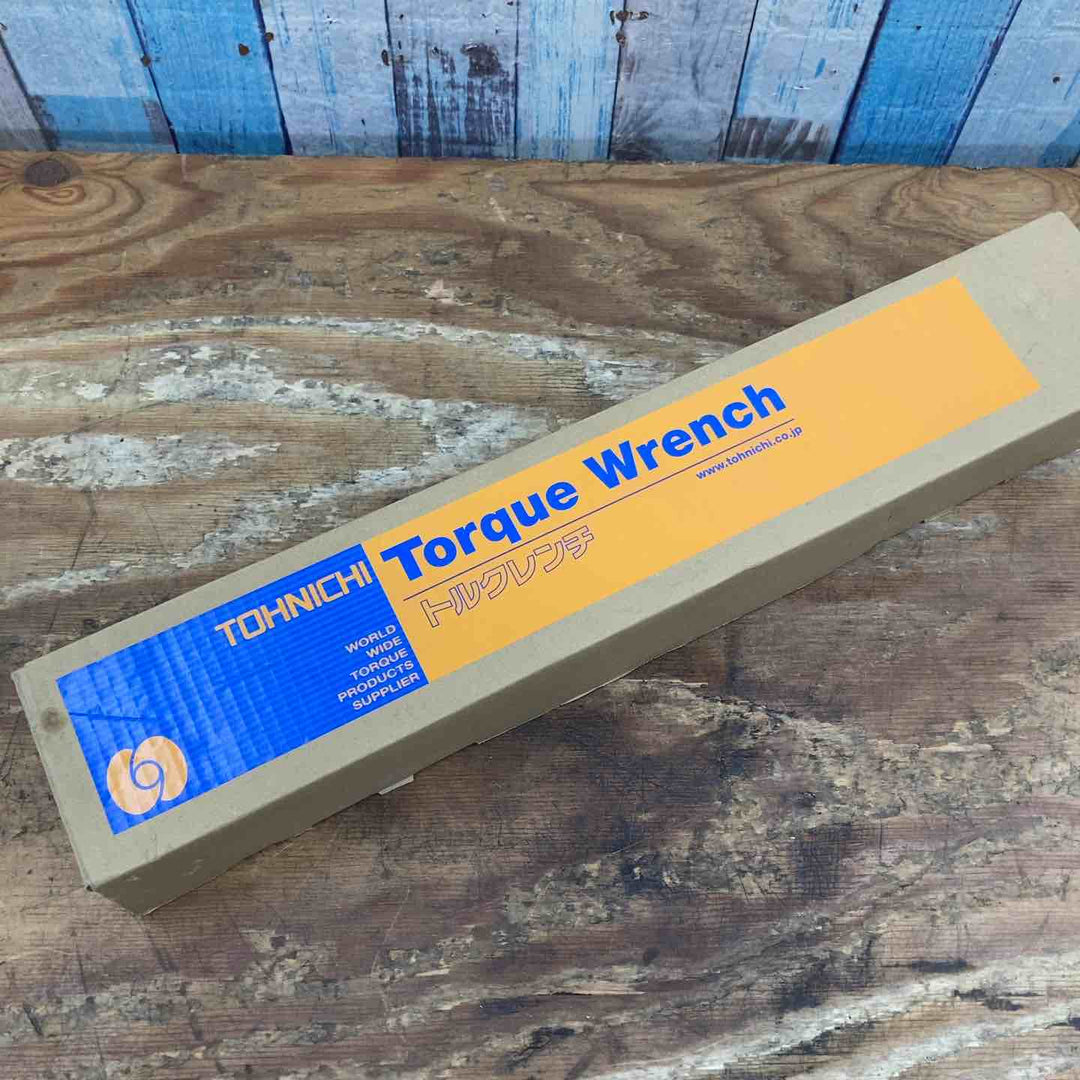 TOHNICHI
WORLD
WIDE
TORQUE
PRODUCTS
SUPPLIER
Torque Wrench
www.tohnichi.co.jp
トルクレンチ